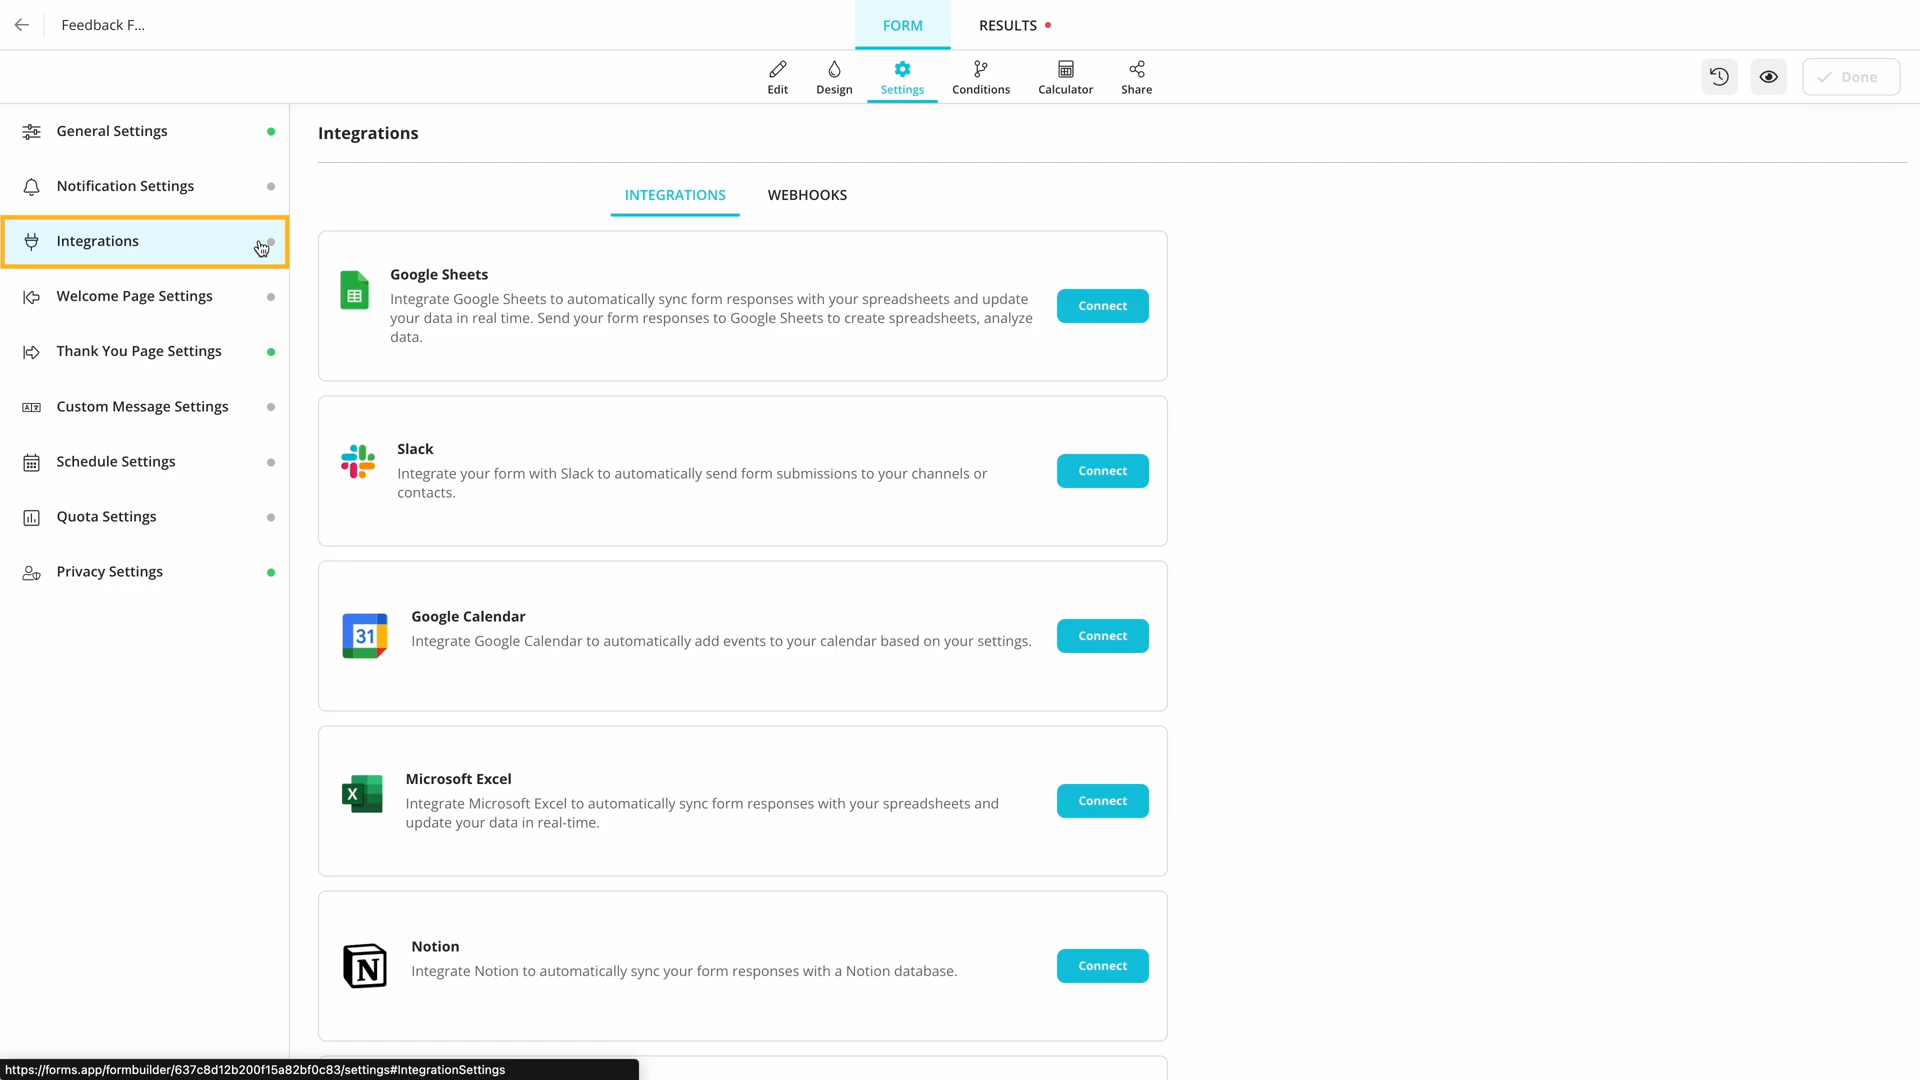 Feedback F...
FORM
RESULTS
Edit
Design
Settings
Conditions
Calculator
Share
Done
General Settings
Notification Settings
Integrations
Welcome Page Settings
Thank You Page Settings
Custom Message Settings
Schedule Settings
Quota Settings
Privacy Settings
Integrations
INTEGRATIONS
WEBHOOKS
Google Sheets
Integrate Google Sheets to automatically sync form responses with your spreadsheets and update
your data in real time. Send your form responses to Google Sheets to create spreadsheets, analyze
data.
Connect
Slack
Integrate your form with Slack to automatically send form submissions to your channels or
contacts.
Connect
31
Google Calendar
Integrate Google Calendar to automatically add events to your calendar based on your settings.
Connect
X
Microsoft Excel
Integrate Microsoft Excel to automatically sync form responses with your spreadsheets and
update your data in real-time.
Connect
N
Notion
Integrate Notion to automatically sync your form responses with a Notion database.
Connect
https://forms.app/formbuilder/637c8d12b200f15a82bf0c83/settings#IntegrationSettings